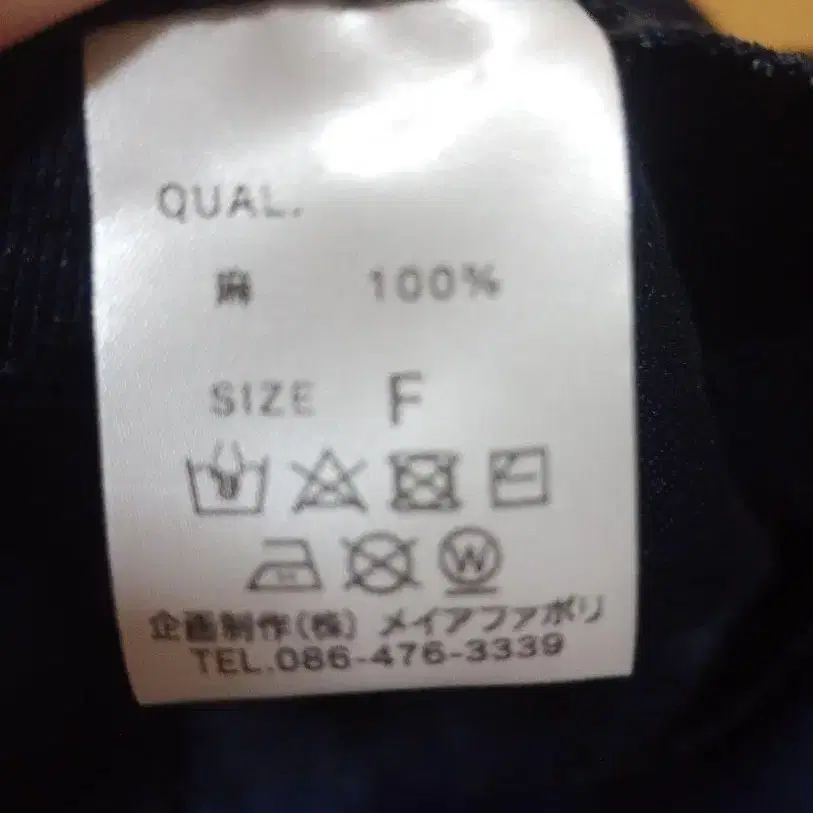 QUAL.
麻 100%
SIZE F
W
企画制作(株) メイアファボリ
TEL.086-476-3339